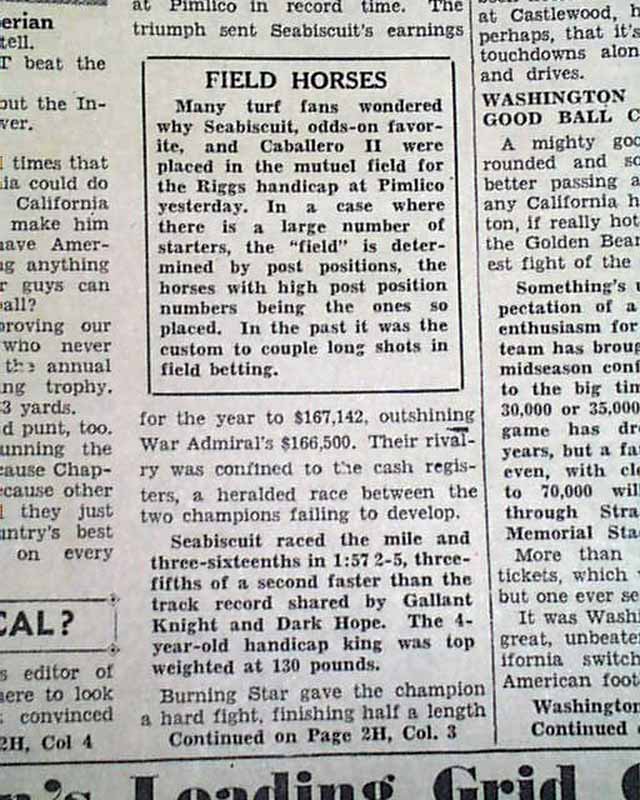 perian
tell.
T beat the
out the In-
ver.
l times that
nia could do
California
make him
have Amer-
ng anything
r guys can
ball?
proving our
who never
the annual
ing trophy.
3 yards.
d punt, too.
unning the
cause Chap-
ecause other
l they just
untry's best
on every
CAL?
s editor of
here to look
convinced
2H, Col 4
at Pimlico in record time. The
triumph sent Seabiscuit's earnings
FIELD HORSES
Many turf fans wondered
why Seabiscuit, odds-on favor-
ite, and Caballero II were
placed in the mutuel field for
the Riggs handicap at Pimlico
yesterday. In a case where
there is a large number of
starters, the "field" is deter-
mined by post positions, the
horses with high post position
numbers being the ones so
placed. In the past it was the
custom to couple long shots in
field betting.
for the year to $167,142, outshining
War Admiral's $166,500. Their rival-
ry was confined to the cash regis-
ters, a heralded race between the
two champions failing to develop.
Seabiscuit raced the mile and
three-sixteenths in 1:57 2-5, three-
fifths of a second faster than the
track record shared by Gallant
Knight and Dark Hope. The 4-
year-old handicap king was top
weighted at 130 pounds.
Burning Star gave the champion
a hard fight, finishing half a length
Continued on Page 2H, Col. 3
at Castlewood, h
perhaps, that it's
touchdowns alon
and drives.
WASHINGTON
GOOD BALL C
A mighty goo
rounded and so
better passing a
any California h
ton, if really hot
the Golden Bear
est fight of the
Something's u
pectation of a
enthusiasm for
team has broug
midseason conf
to the big tim
30,000 or 35,000
game has dr
years, but a fa
even, with cle
to 70,000 will
through Stra
Memorial Sta
More than
tickets, which
but one ever se
It was Washi
great, unbeate
ifornia switch
American foot
Washington
Continued
n's Leading Grid C